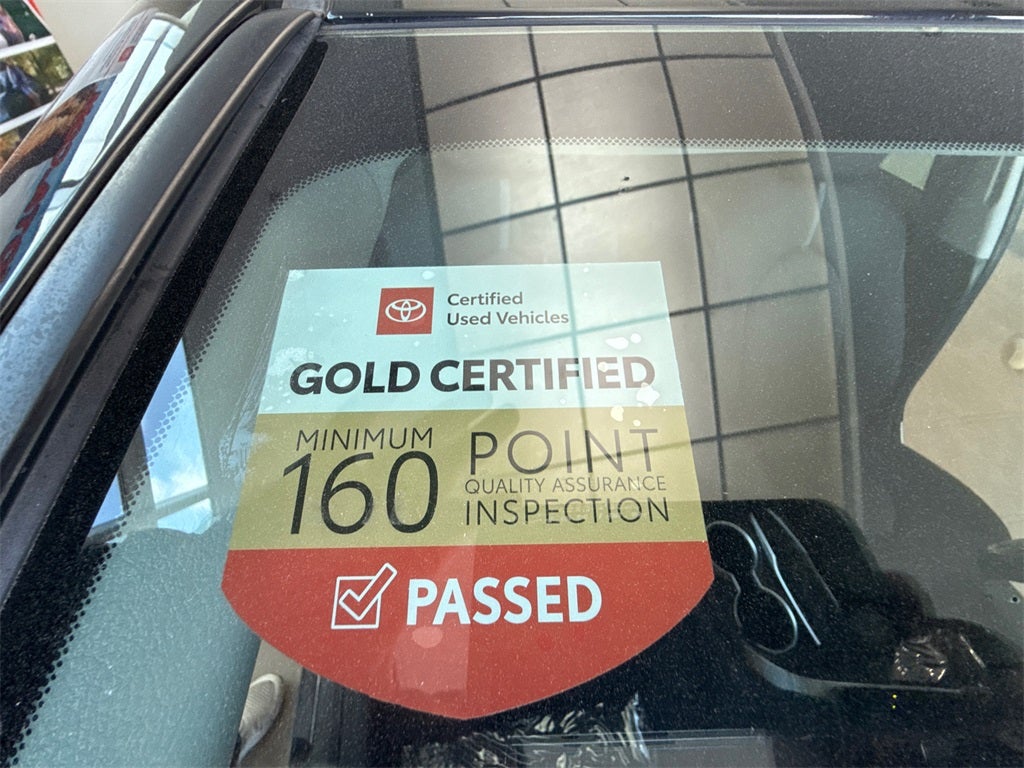 Certified
Used Vehicles
GOLD CERTIFIED
MINIMUM
160
POINT
QUALITY ASSURANCE
INSPECTION
PASSED